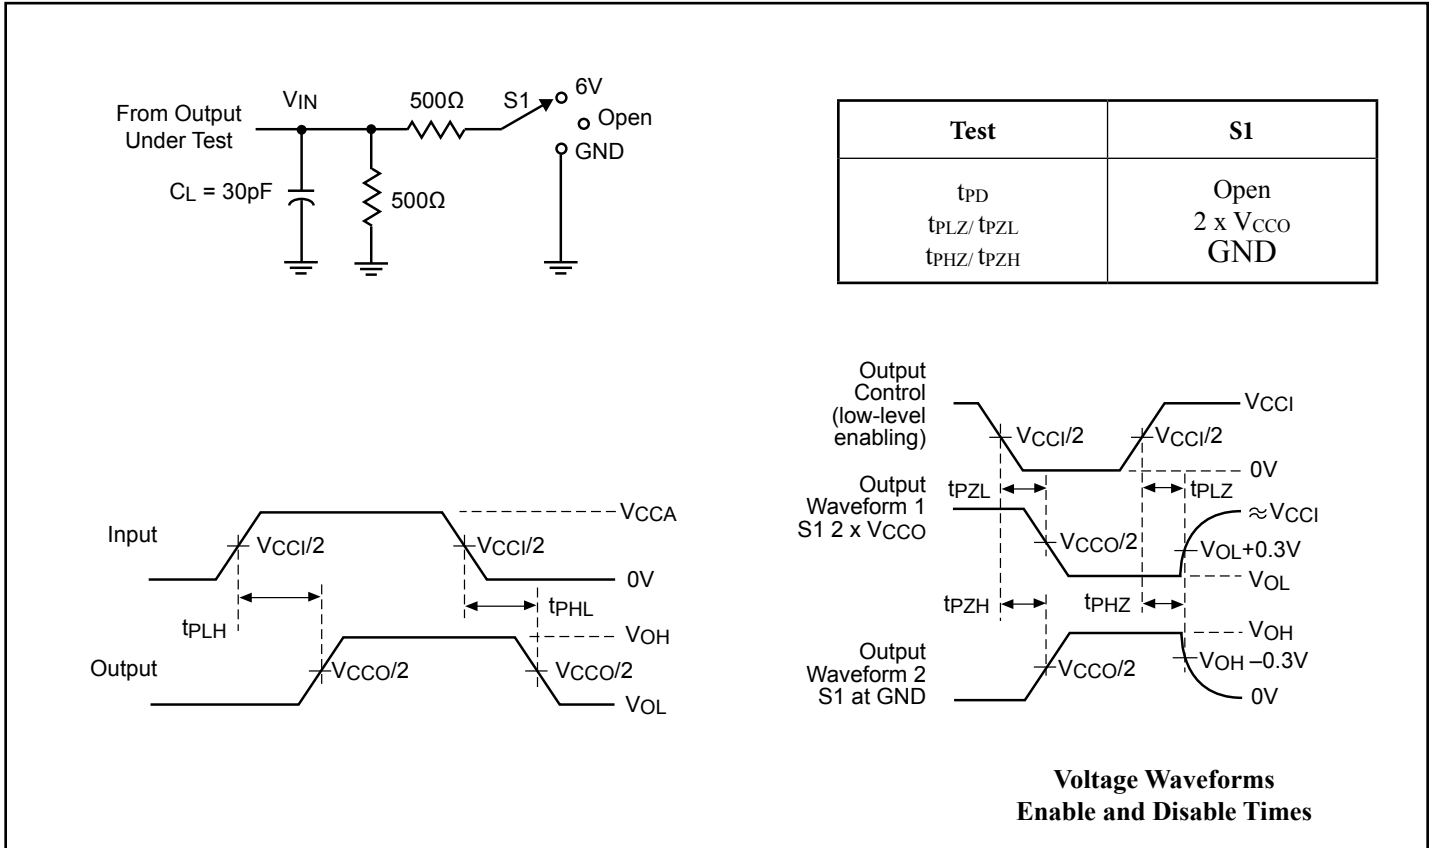 From Output
Under Test
VIN
500Ω
S1
6V
Open
GND
CL = 30pF
500Ω
Test S1
tPD Open
tPLZ/ tPZL 2 x VCCO
tPHZ/ tPZH GND
Input
VCCI/2
VCCI/2
VCCA
0V
tPLH
tPHL
Output
VCCO/2
VCCO/2
VOH
VOL
Output
Control
(low-level
enabling)
VCCI/2
VCCI/2
VCCI
0V
Output
Waveform 1
S1 2 x VCCO
tPZL
tPLZ
VCCO/2
≈VCCI
VOL+0.3V
VOL
tPZH
tPHZ
Output
Waveform 2
S1 at GND
VCCO/2
VOH
VOH –0.3V
0V
Voltage Waveforms
Enable and Disable Times